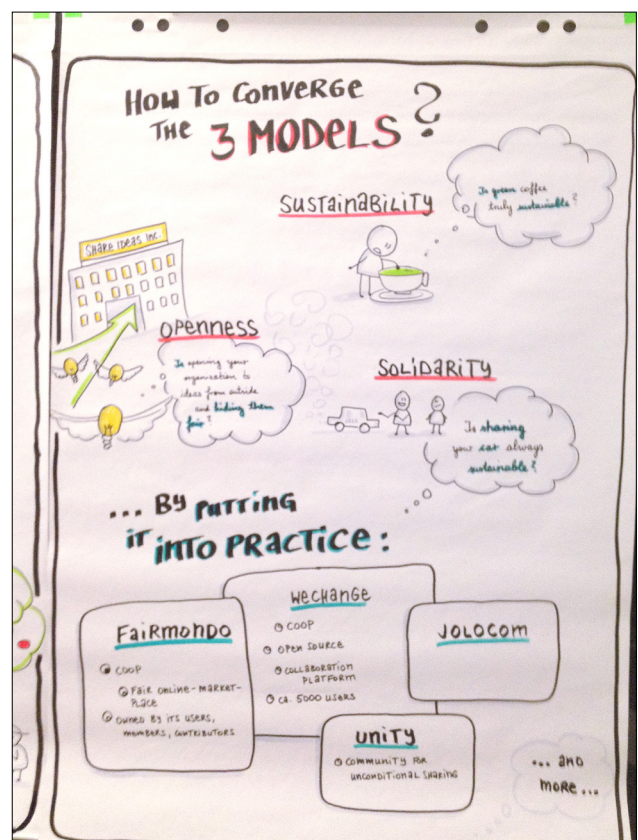 HOW TO CONVERGE
THE 3 MODELS?
SUSTAINABILITY
Is green coffee
truly sustainable?
SHARE IDEAS INC.
OPENNESS
Is opening your
organisation to
ideas from outside
and hiding them
fair?
SOLIDARITY
Is sharing
your car always
sustainable?
... BY PUTTING
IT INTO PRACTICE:
FAIRMONDO
COOP
FAIR ONLINE-MARKET-
PLACE
OWNED BY ITS USERS,
MEMBERS, CONTRIBUTORS
WECHANGE
COOP
OPEN SOURCE
COLLABORATION
PLATFORM
CA. 5000 USERS
JOLOCOM
UNITY
COMMUNITY FOR
UNCONDITIONAL SHARING
... AND
MORE ...